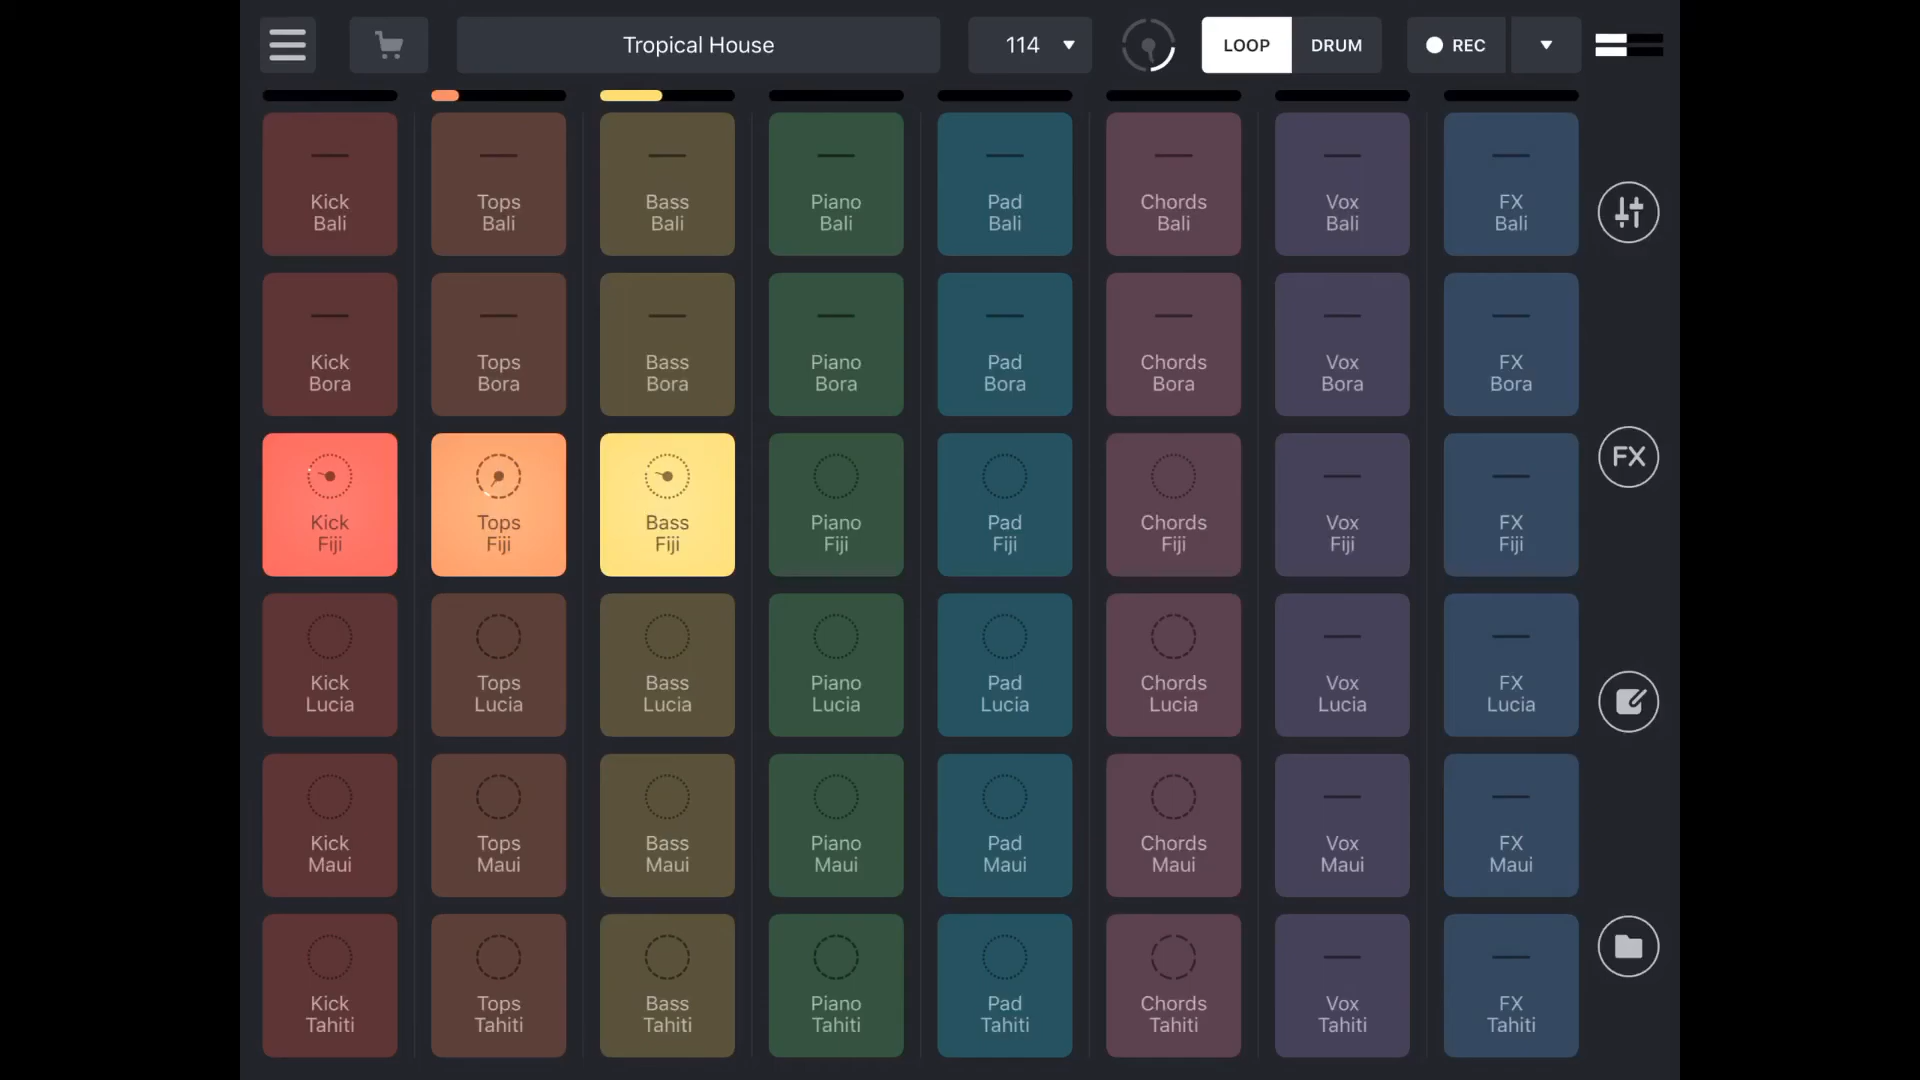 Tropical House
114
LOOP
DRUM
REC
Kick
Bali
Tops
Bali
Bass
Bali
Piano
Bali
Pad
Bali
Chords
Bali
Vox
Bali
FX
Bali
Kick
Bora
Tops
Bora
Bass
Bora
Piano
Bora
Pad
Bora
Chords
Bora
Vox
Bora
FX
Bora
Kick
Fiji
Tops
Fiji
Bass
Fiji
Piano
Fiji
Pad
Fiji
Chords
Fiji
Vox
Fiji
FX
Fiji
FX
Kick
Lucia
Tops
Lucia
Bass
Lucia
Piano
Lucia
Pad
Lucia
Chords
Lucia
Vox
Lucia
FX
Lucia
Kick
Maui
Tops
Maui
Bass
Maui
Piano
Maui
Pad
Maui
Chords
Maui
Vox
Maui
FX
Maui
Kick
Tahiti
Tops
Tahiti
Bass
Tahiti
Piano
Tahiti
Pad
Tahiti
Chords
Tahiti
Vox
Tahiti
FX
Tahiti